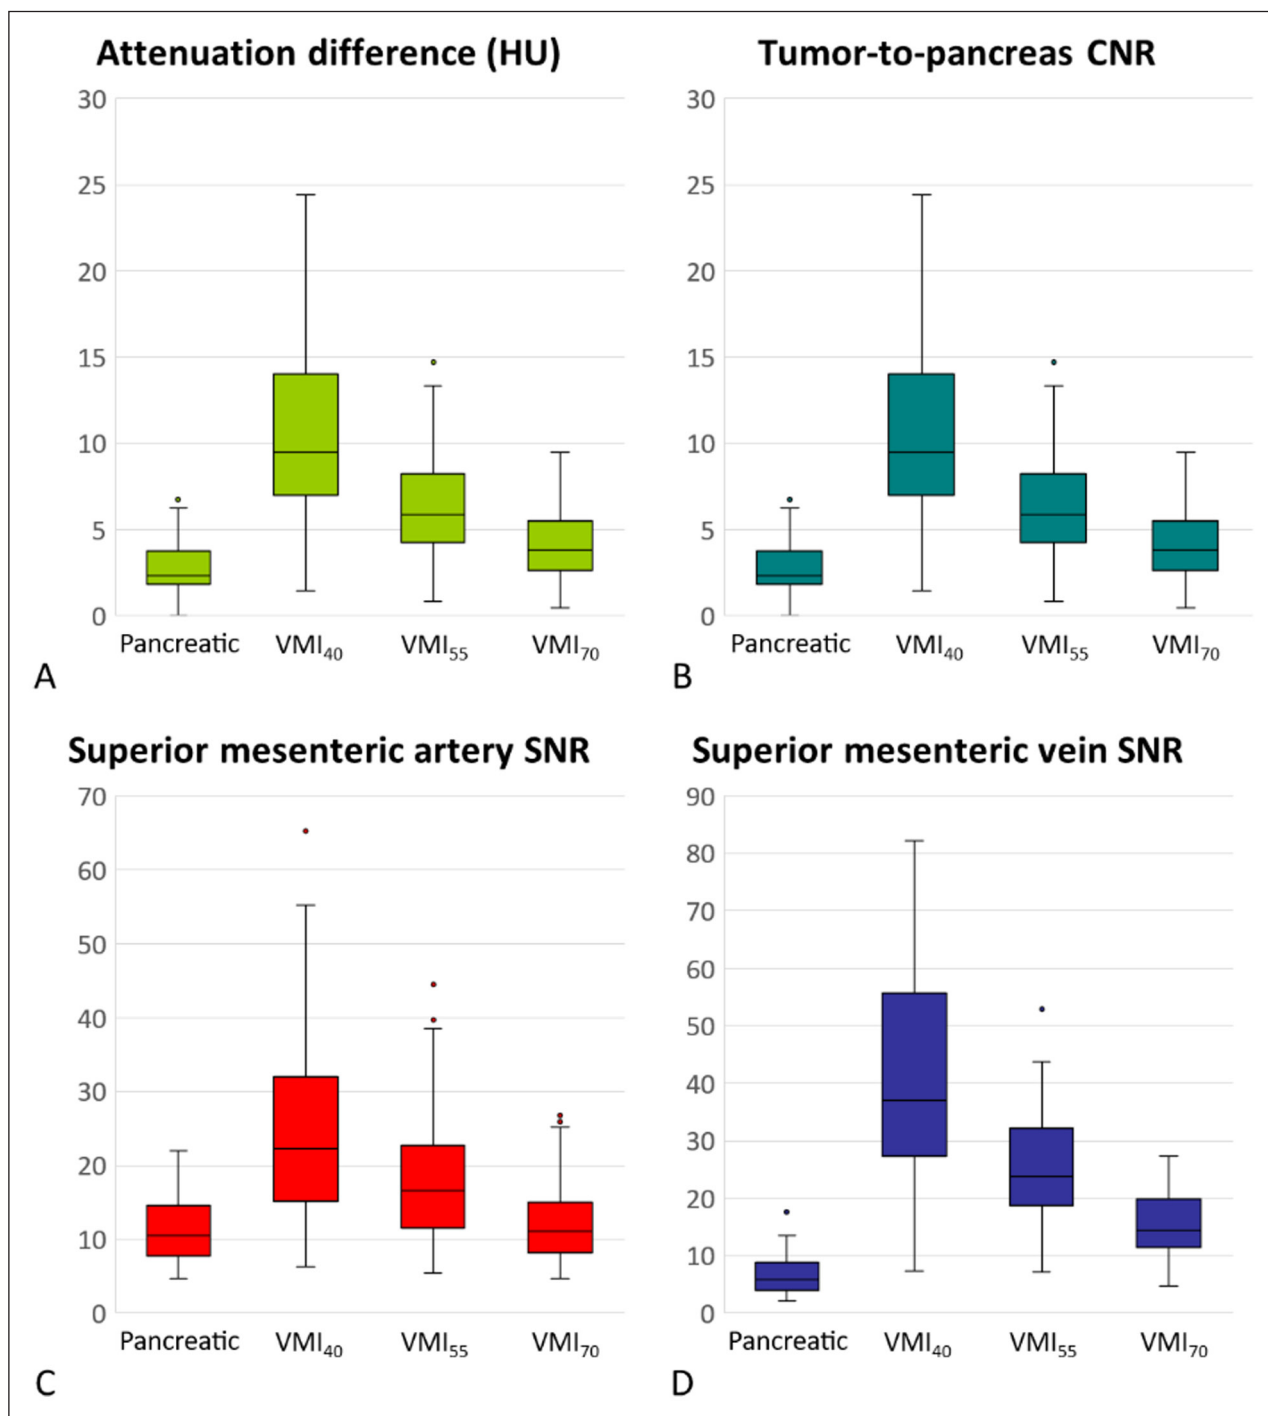 Attenuation difference (HU)
30
25
20
15
10
5
0
Pancreatic VMI40 VMI55 VMI70
A
Tumor-to-pancreas CNR
30
25
20
15
10
5
0
Pancreatic VMI40 VMI55 VMI70
B
Superior mesenteric artery SNR
70
60
50
40
30
20
10
0
Pancreatic VMI40 VMI55 VMI70
C
Superior mesenteric vein SNR
90
80
70
60
50
40
30
20
10
0
Pancreatic VMI40 VMI55 VMI70
D